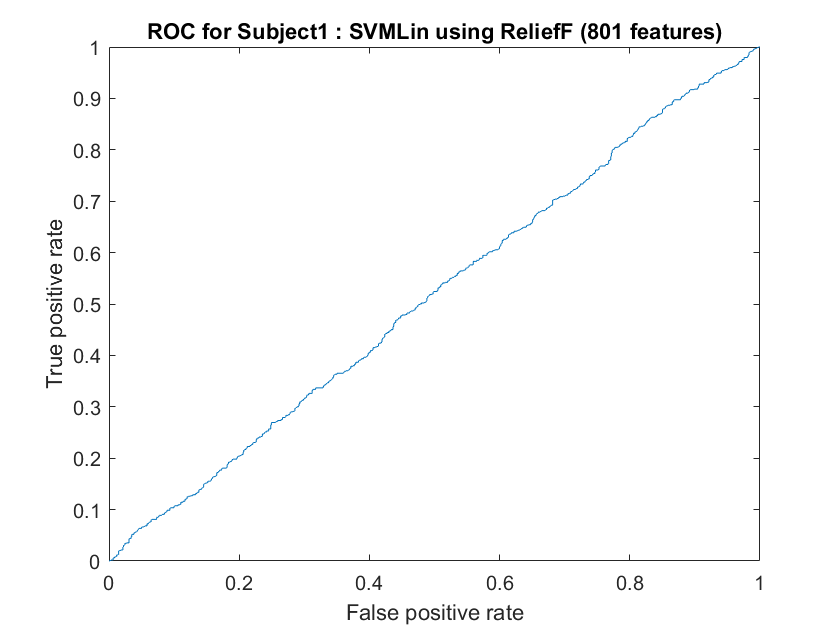 ROC for Subject1 : SVMLin using ReliefF (801 features)
1
0.9
0.8
0.7
0.6
0.5
0.4
0.3
0.2
0.1
0
True positive rate
0 0.2 0.4 0.6 0.8 1
False positive rate